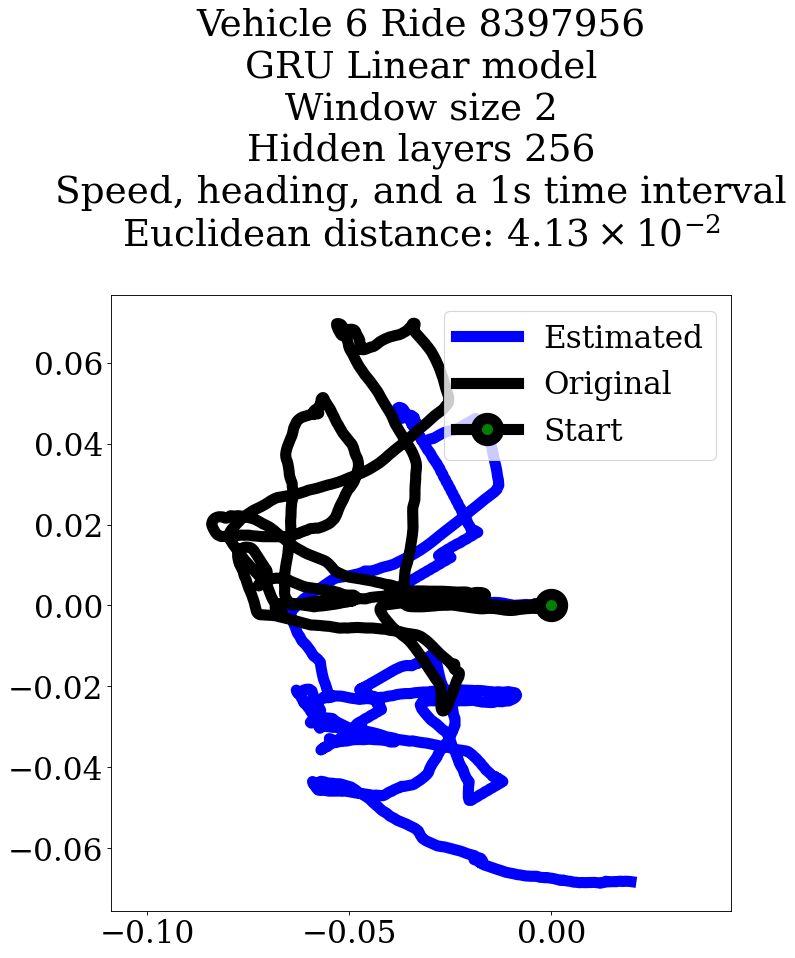 Vehicle 6 Ride 8397956
GRU Linear model
Window size 2
Hidden layers 256
Speed, heading, and a 1s time interval
Euclidean distance: 4.13 × 10⁻²
Estimated
Original
Start
0.06
0.04
0.02
0.00
−0.02
−0.04
−0.06
−0.10
−0.05
0.00